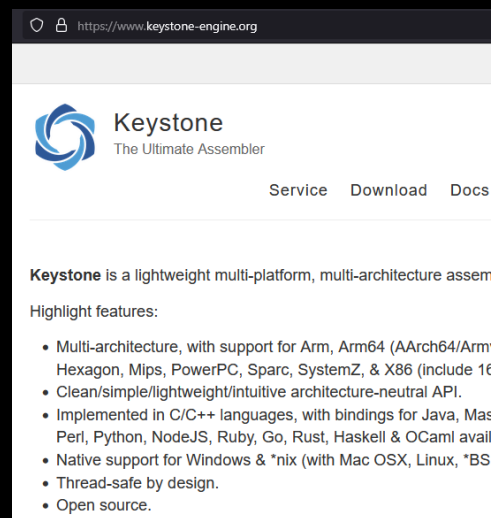 https://www.keystone-engine.org
Keystone
The Ultimate Assembler
Service Download Docs
Keystone is a lightweight multi-platform, multi-architecture assem
Highlight features:
• Multi-architecture, with support for Arm, Arm64 (AArch64/Armv
Hexagon, Mips, PowerPC, Sparc, SystemZ, & X86 (include 16
• Clean/simple/lightweight/intuitive architecture-neutral API.
• Implemented in C/C++ languages, with bindings for Java, Mas
Perl, Python, NodeJS, Ruby, Go, Rust, Haskell & OCaml avail
• Native support for Windows & *nix (with Mac OSX, Linux, *BS
• Thread-safe by design.
• Open source.